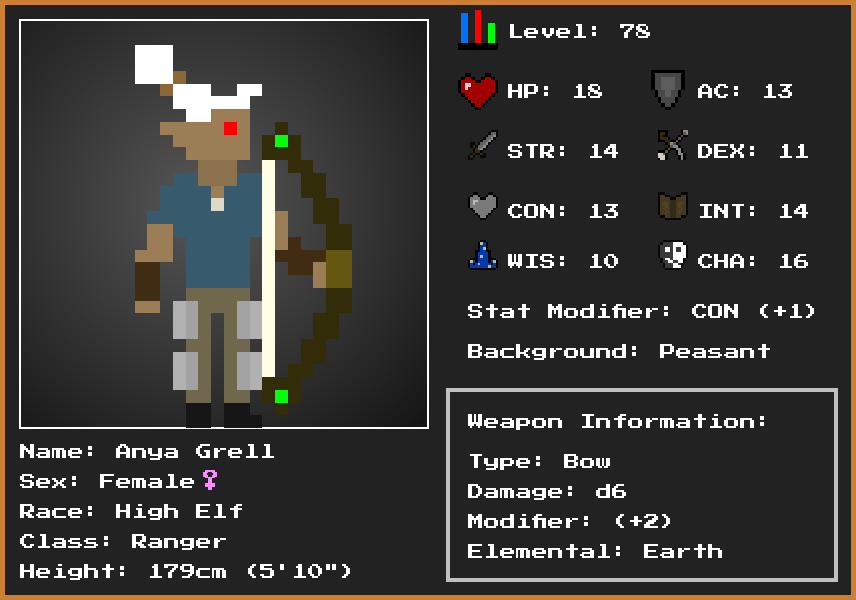 Level: 78
HP: 18 AC: 13
STR: 14 DEX: 11
CON: 13 INT: 14
WIS: 10 CHA: 16
Stat Modifier: CON (+1)
Background: Peasant
Weapon Information:
Type: Bow
Damage: d6
Modifier: (+2)
Elemental: Earth
Name: Anya Grell
Sex: Female♀
Race: High Elf
Class: Ranger
Height: 179cm (5'10")